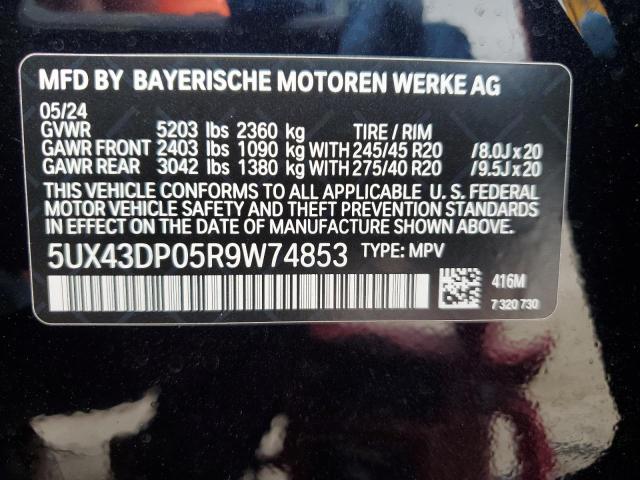 MFD BY BAYERISCHE MOTOREN WERKE AG
05/24
GVWR 5203 lbs 2360 kg TIRE / RIM
GAWR FRONT 2403 lbs 1090 kg WITH 245/45 R20 /8.0J x 20
GAWR REAR 3042 lbs 1380 kg WITH 275/40 R20 /9.5J x 20
THIS VEHICLE CONFORMS TO ALL APPLICABLE U. S. FEDERAL
MOTOR VEHICLE SAFETY AND THEFT PREVENTION STANDARDS
IN EFFECT ON THE DATE OF MANUFACTURE SHOWN ABOVE.
5UX43DP05R9W74853 TYPE: MPV
416M
7 320 730